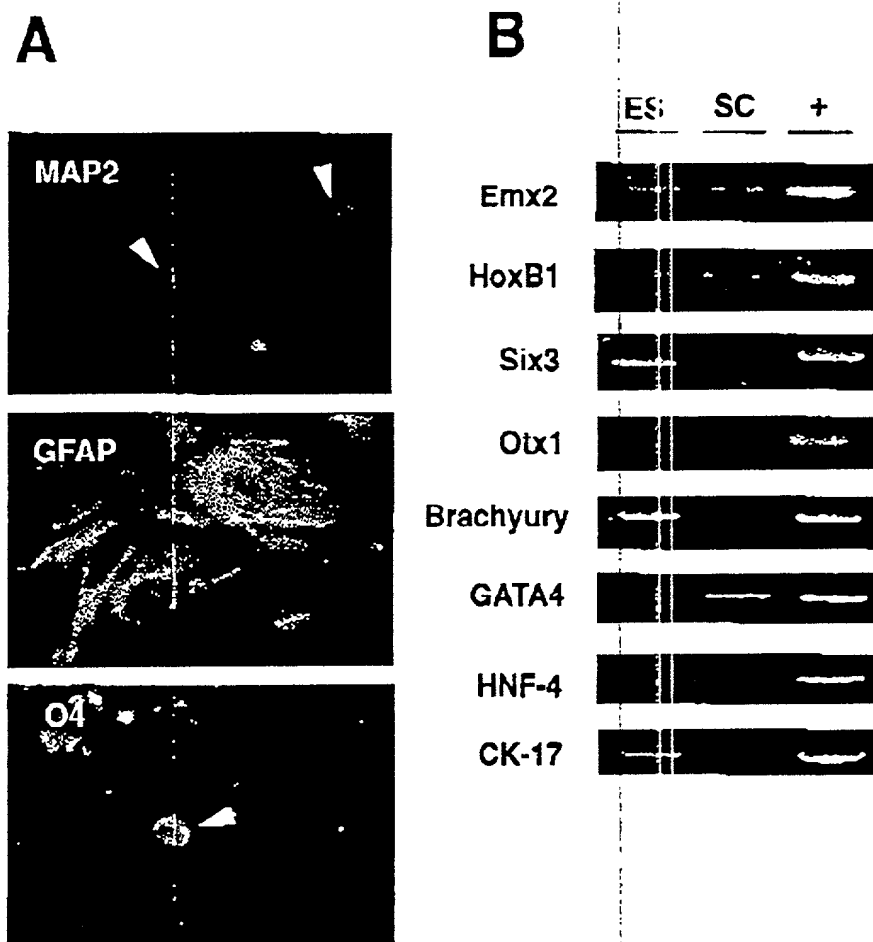 A
MAP2
GFAP
O4
B
ES SC +
Emx2
HoxB1
Six3
Otx1
Brachyury
GATA4
HNF-4
CK-17